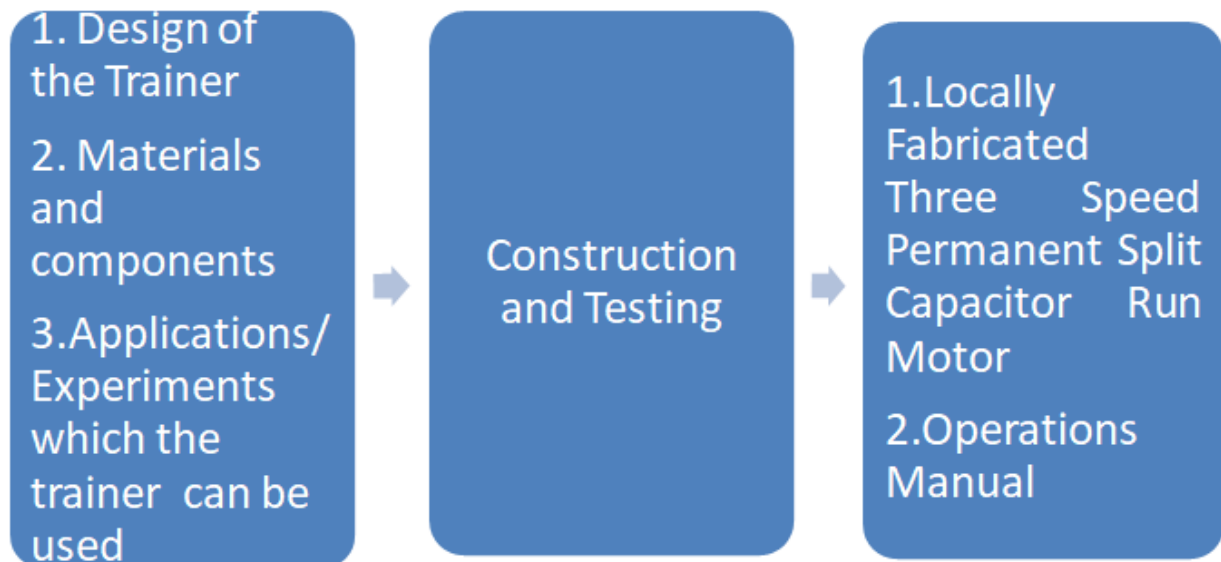 1. Design of
the Trainer
2. Materials
and
components
3.Applications/
Experiments
which the
trainer can be
used
Construction
and Testing
1.Locally
Fabricated
Three Speed
Permanent Split
Capacitor Run
Motor
2.Operations
Manual